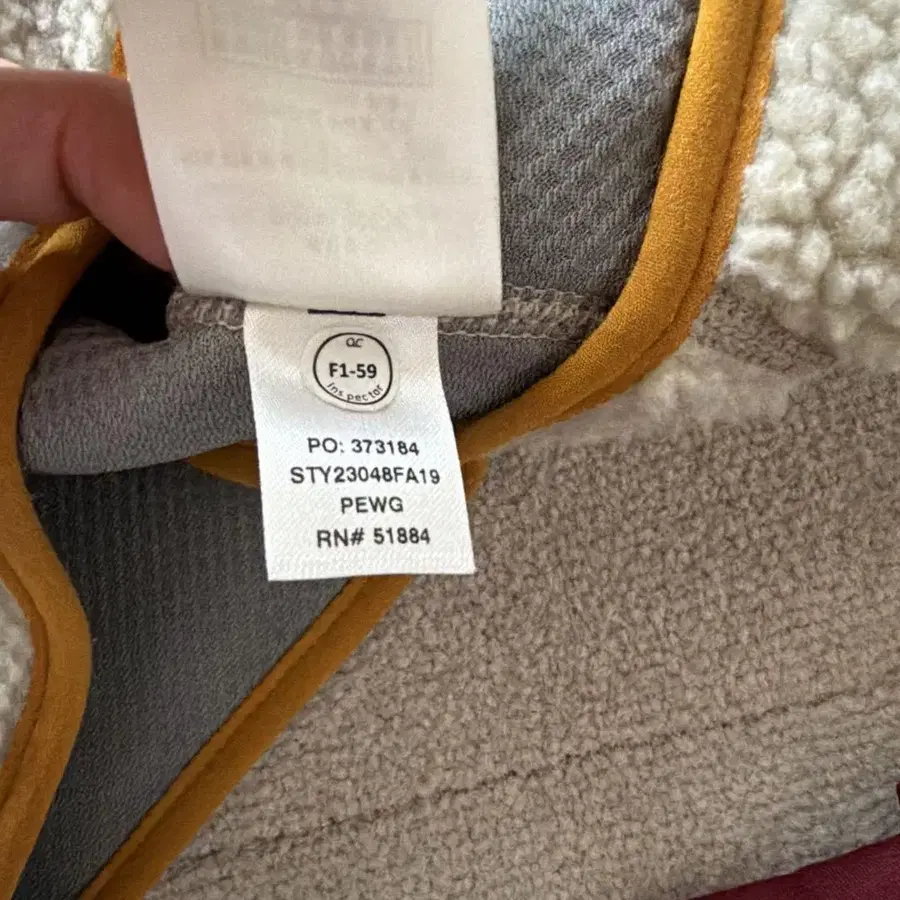 QC
F1-59
Inspector
PO: 373184
STY23048FA19
PEWG
RN# 51884